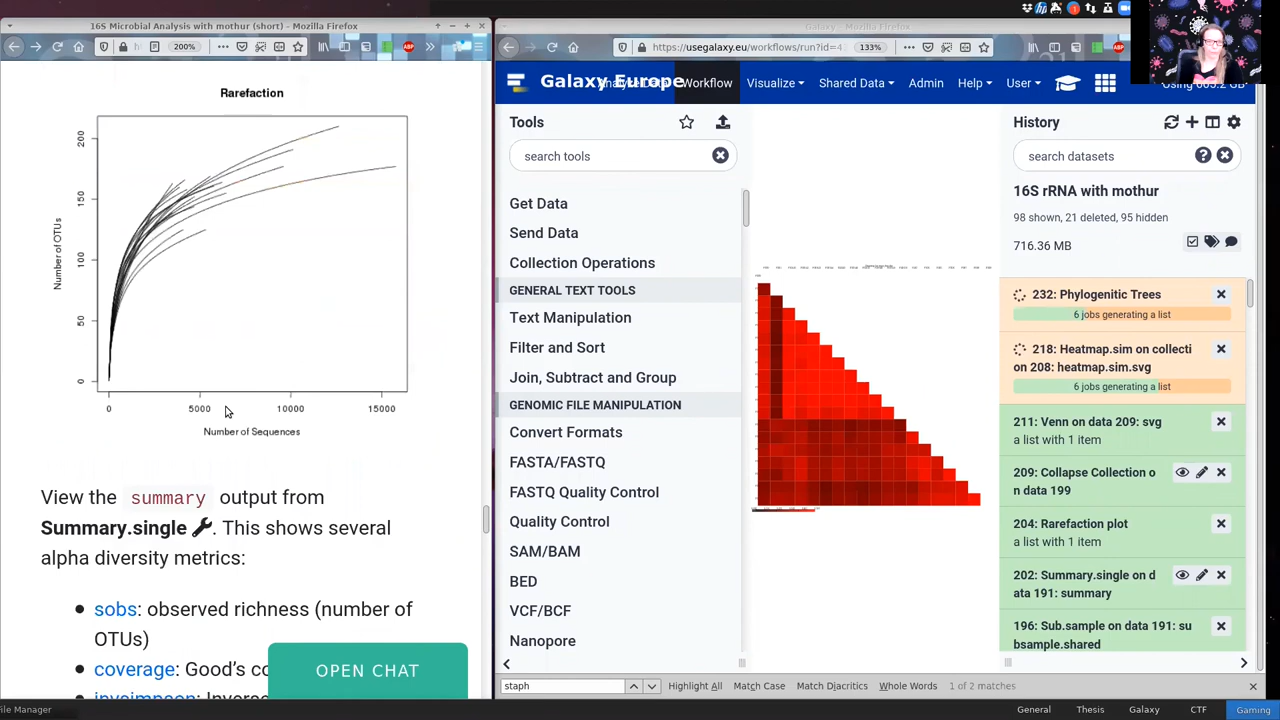 16S Microbial Analysis with mothur (short) - Mozilla Firefox
200%
Rarefaction
Number of OTUs
200
150
100
50
0
0 5000 10000 15000
Number of Sequences
View the summary output from
Summary.single . This shows several
alpha diversity metrics:
sobs: observed richness (number of
OTUs)
coverage: Good's
OPEN CHAT
Galaxy - Mozilla Firefox
https://usegalaxy.eu/workflows/run?id=4
133%
Galaxy Europe
Workflow
Visualize
Shared Data
Admin
Help
User
Using
Tools
search tools
Get Data
Send Data
Collection Operations
GENERAL TEXT TOOLS
Text Manipulation
Filter and Sort
Join, Subtract and Group
GENOMIC FILE MANIPULATION
Convert Formats
FASTA/FASTQ
FASTQ Quality Control
Quality Control
SAM/BAM
BED
VCF/BCF
Nanopore
History
search datasets
16S rRNA with mothur
98 shown, 21 deleted, 95 hidden
716.36 MB
232: Phylogenitic Trees
6 jobs generating a list
218: Heatmap.sim on collecti
on 208: heatmap.sim.svg
6 jobs generating a list
211: Venn on data 209: svg
a list with 1 item
209: Collapse Collection o
n data 199
204: Rarefaction plot
a list with 1 item
202: Summary.single on d
ata 191: summary
196: Sub.sample on data 191: su
bsample.shared
staph
Highlight All
Match Case
Match Diacritics
Whole Words
1 of 2 matches
File Manager
General
Thesis
Galaxy
CTF
Gaming